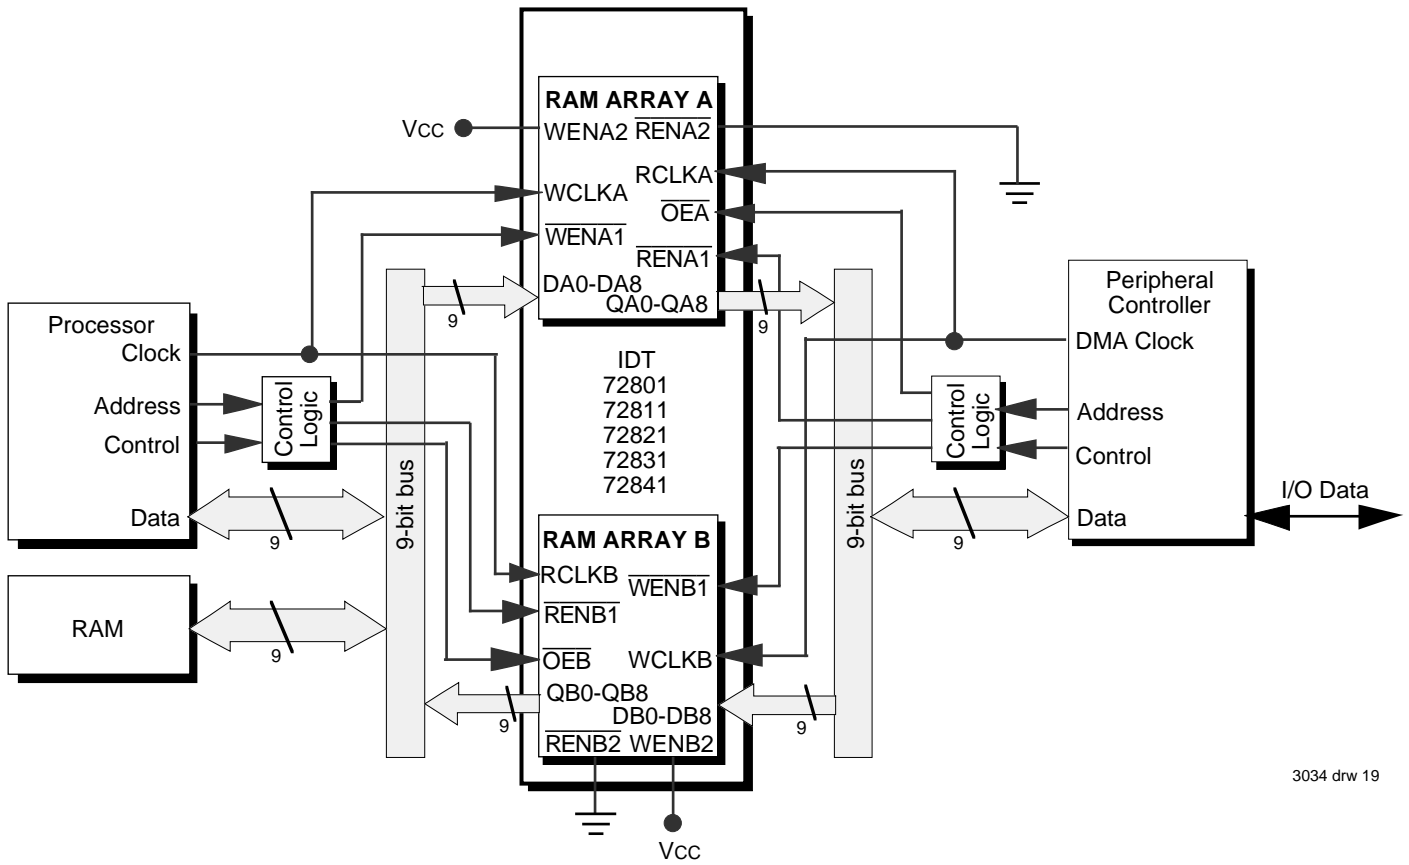 RAM ARRAY A
VCC
WENA2 RENA2
RCLKA
WCLKA
OEA
WENA1
RENA1
DA0-DA8
QA0-QA8
9
9
Processor
Clock
Address
Control
Data
9
Control
Logic
9-bit bus
RAM
9
IDT
72801
72811
72821
72831
72841
Peripheral
Controller
DMA Clock
Address
Control
Data
I/O Data
Control
Logic
9-bit bus
9
RAM ARRAY B
RCLKB
WENB1
RENB1
OEB
WCLKB
QB0-QB8
DB0-DB8
9
9
RENB2 WENB2
VCC
3034 drw 19